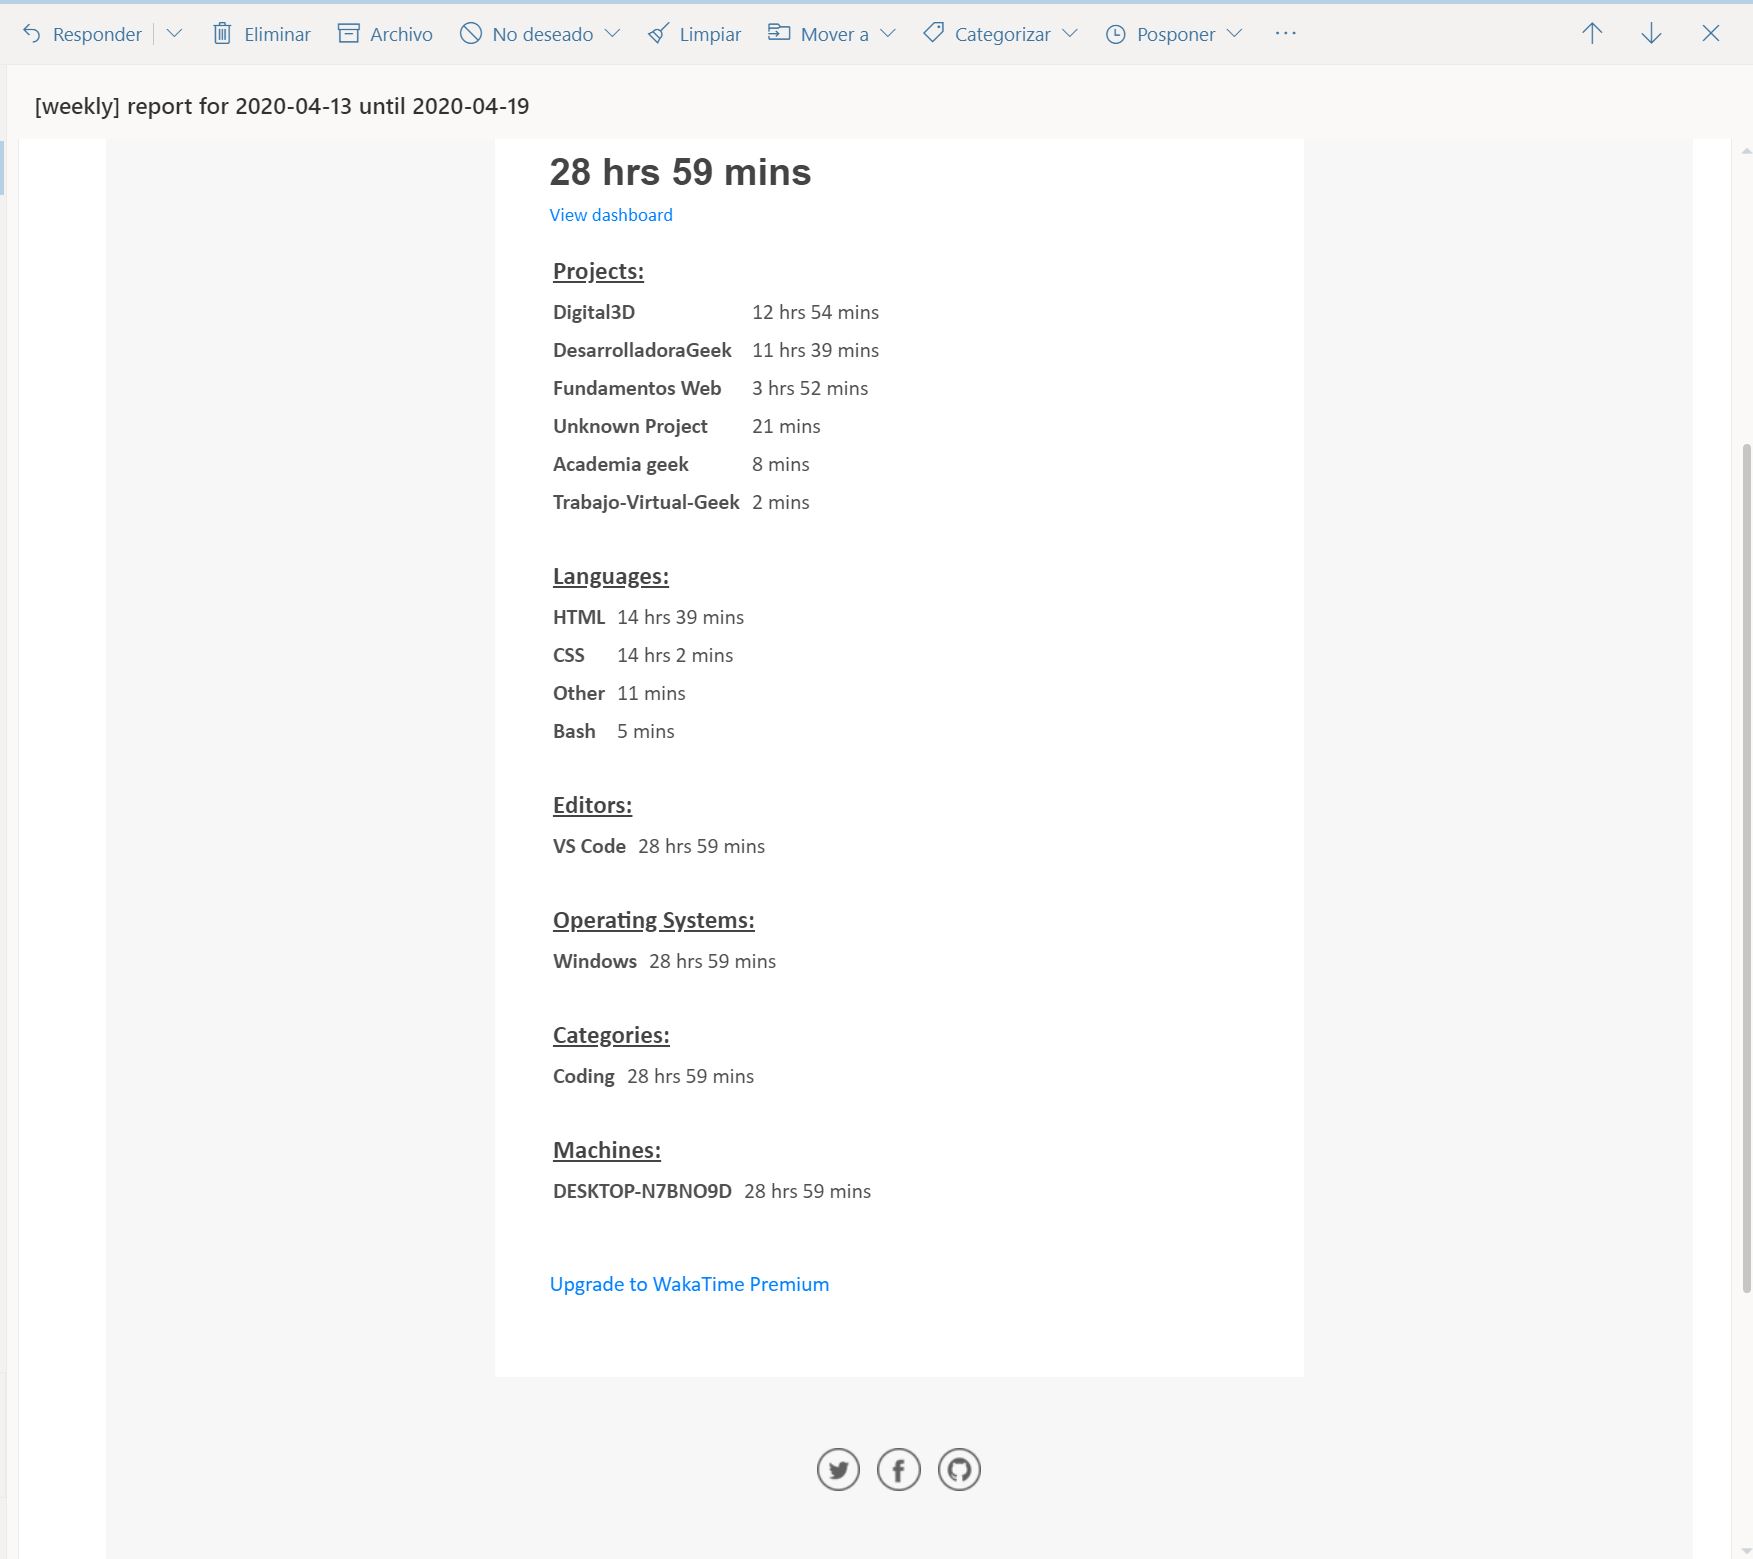 Responder Eliminar Archivo No deseado Limpiar Mover a Categorizar Posponer ...
[weekly] report for 2020-04-13 until 2020-04-19
28 hrs 59 mins
View dashboard
Projects:
Digital3D 12 hrs 54 mins
DesarrolladoraGeek 11 hrs 39 mins
Fundamentos Web 3 hrs 52 mins
Unknown Project 21 mins
Academia geek 8 mins
Trabajo-Virtual-Geek 2 mins
Languages:
HTML 14 hrs 39 mins
CSS 14 hrs 2 mins
Other 11 mins
Bash 5 mins
Editors:
VS Code 28 hrs 59 mins
Operating Systems:
Windows 28 hrs 59 mins
Categories:
Coding 28 hrs 59 mins
Machines:
DESKTOP-N7BNO9D 28 hrs 59 mins
Upgrade to WakaTime Premium